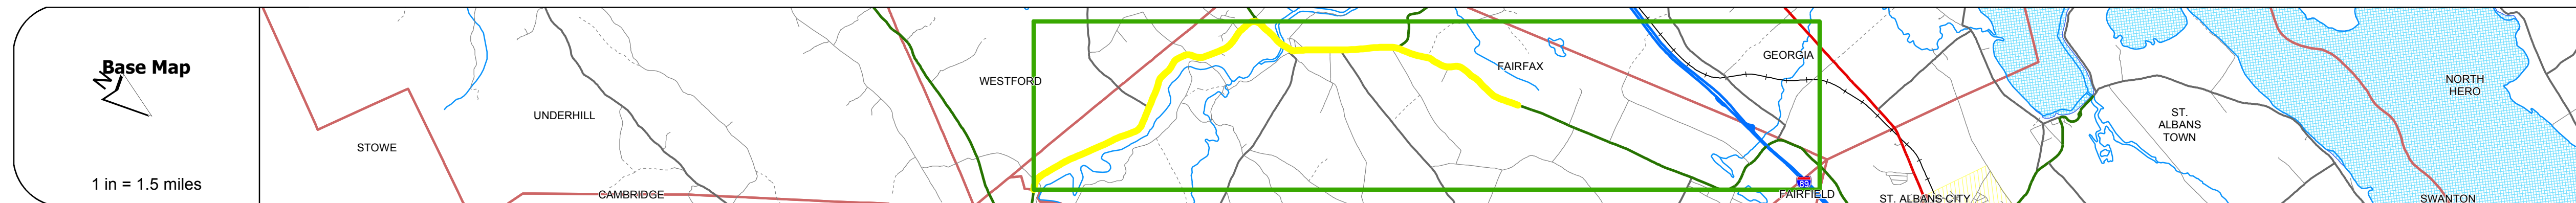 Base Map
N
1 in = 1.5 miles
STOWE
UNDERHILL
CAMBRIDGE
WESTFORD
FAIRFAX
GEORGIA
89
FAIRFIELD
ST. ALBANS CITY
ST.
ALBANS
TOWN
NORTH
HERO
SWANTON